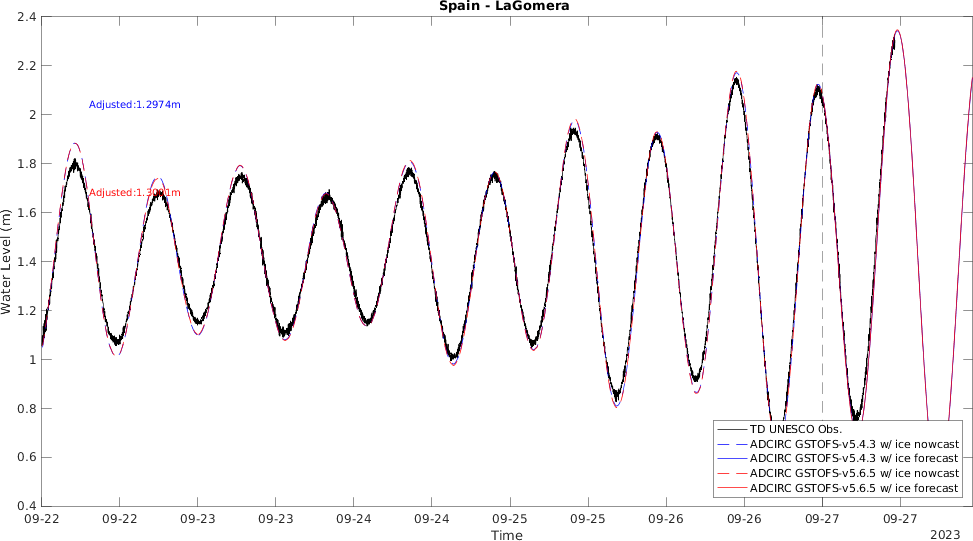 Spain - LaGomera
2.4
2.2
2
1.8
1.6
1.4
1.2
1
0.8
0.6
0.4
Water Level (m)
Adjusted:1.2974m
TD UNESCO Obs.
ADCIRC GSTOFS-v5.4.3 w/ ice nowcast
ADCIRC GSTOFS-v5.4.3 w/ ice forecast
ADCIRC GSTOFS-v5.6.5 w/ ice nowcast
ADCIRC GSTOFS-v5.6.5 w/ ice forecast
09-22 09-22 09-23 09-23 09-24 09-24 09-25 09-25 09-26 09-26 09-27 09-27
Time
2023